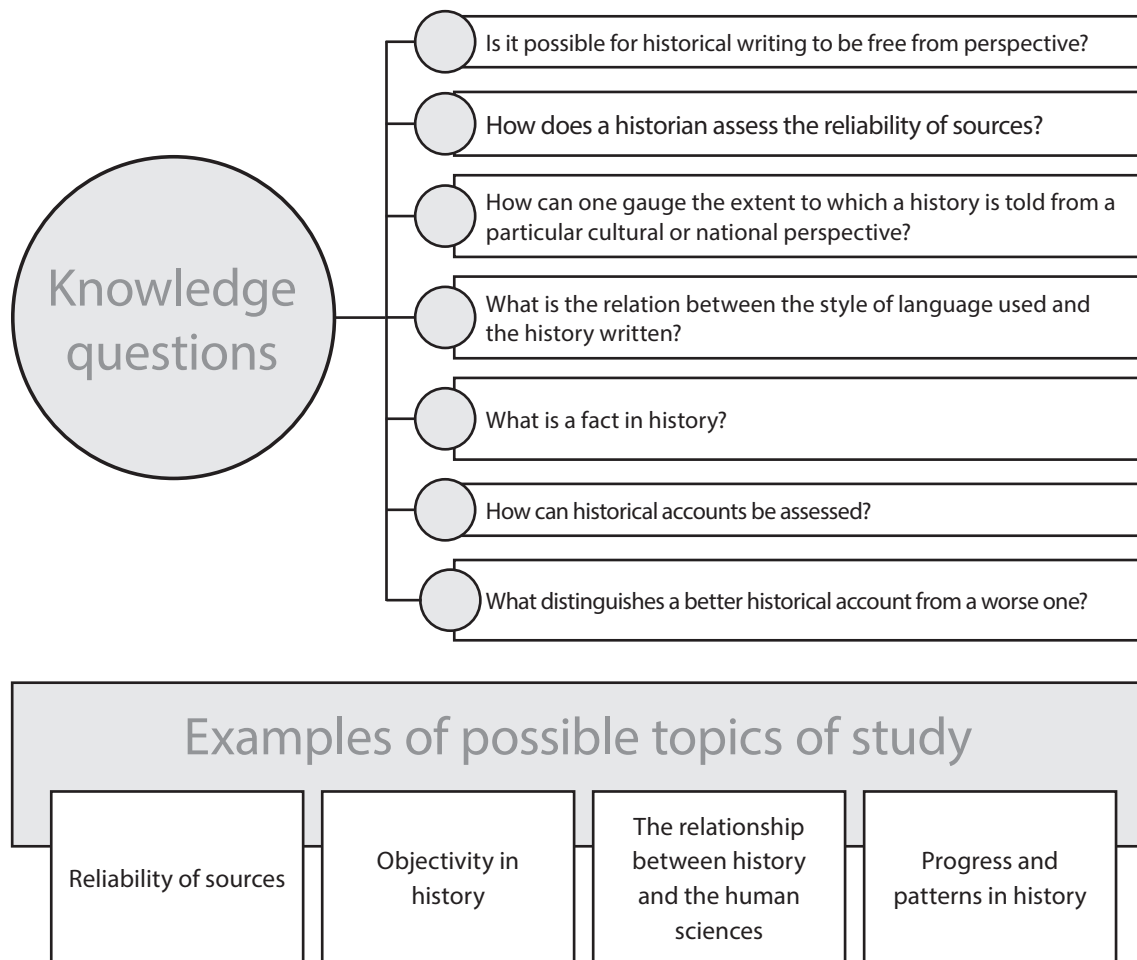 Knowledge
questions
Is it possible for historical writing to be free from perspective?
How does a historian assess the reliability of sources?
How can one gauge the extent to which a history is told from a
particular cultural or national perspective?
What is the relation between the style of language used and
the history written?
What is a fact in history?
How can historical accounts be assessed?
What distinguishes a better historical account from a worse one?
Examples of possible topics of study
Reliability of sources
Objectivity in
history
The relationship
between history
and the human
sciences
Progress and
patterns in history